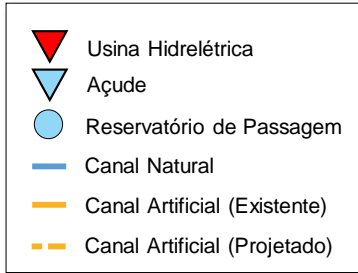 Usina Hidrelétrica
Açude
Reservatório de Passagem
Canal Natural
Canal Artificial (Existente)
Canal Artificial (Projetado)